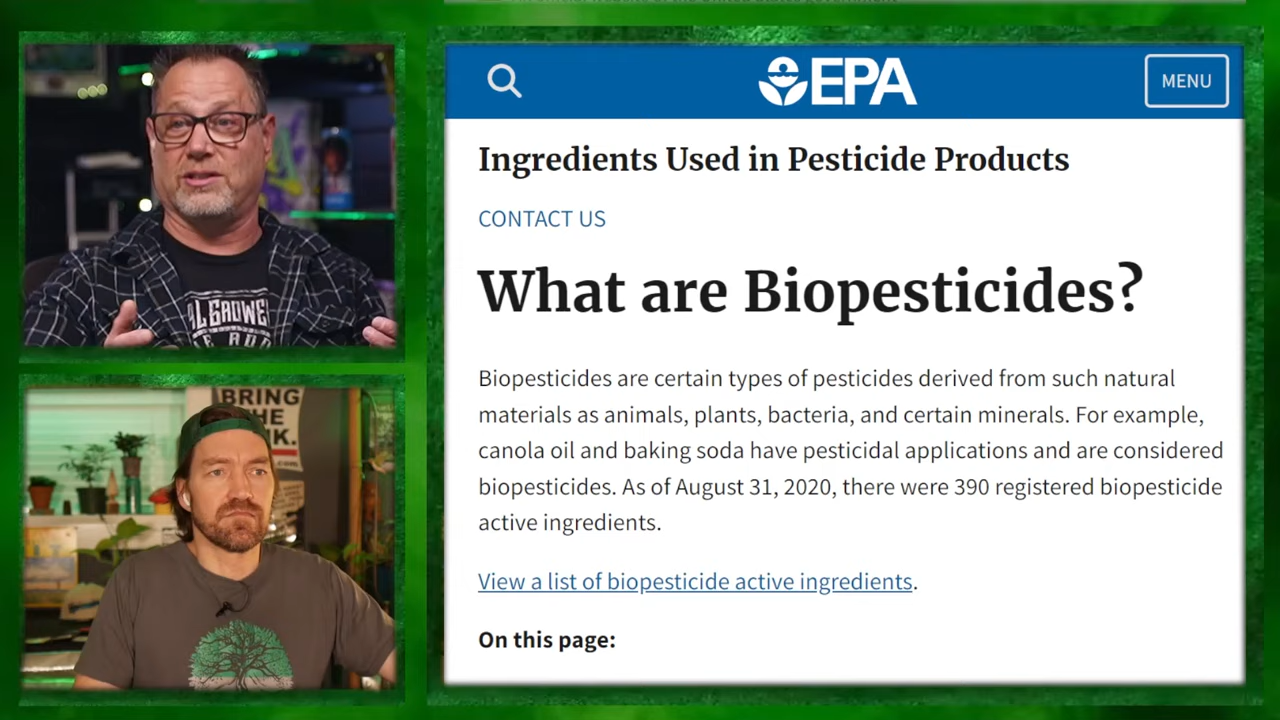 EPA
MENU
Ingredients Used in Pesticide Products
CONTACT US
What are Biopesticides?
Biopesticides are certain types of pesticides derived from such natural
materials as animals, plants, bacteria, and certain minerals. For example,
canola oil and baking soda have pesticidal applications and are considered
biopesticides. As of August 31, 2020, there were 390 registered biopesticide
active ingredients.
View a list of biopesticide active ingredients.
On this page:
BRING